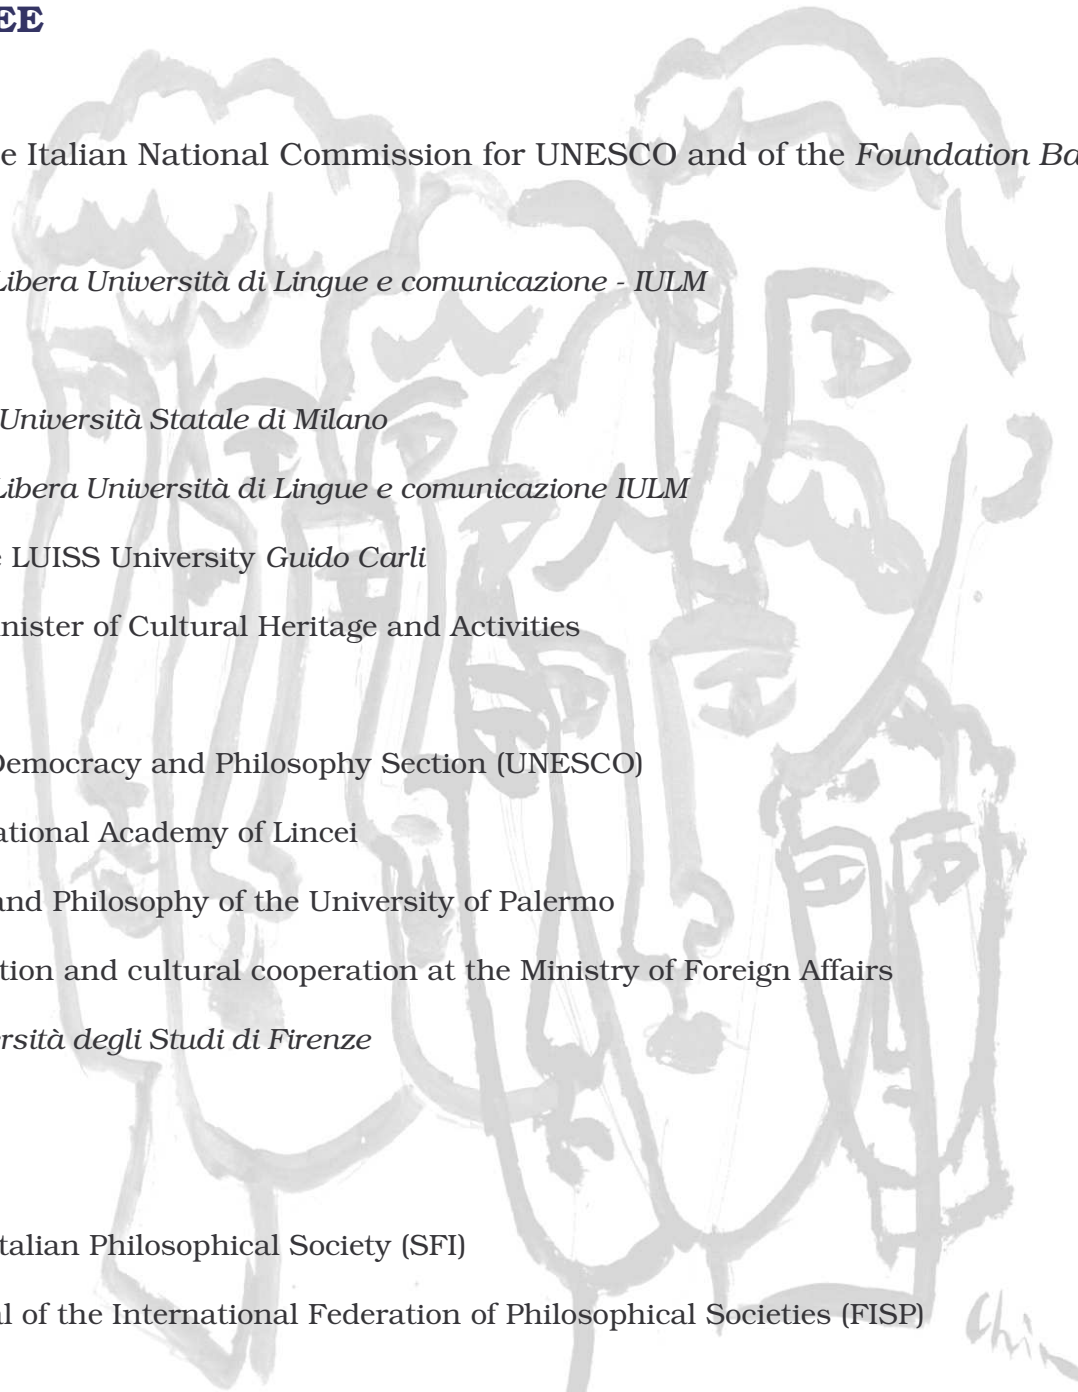 EE
e Italian National Commission for UNESCO and of the Foundation Ba
Libera Università di Lingue e comunicazione - IULM
Università Statale di Milano
Libera Università di Lingue e comunicazione IULM
e LUISS University Guido Carli
nister of Cultural Heritage and Activities
Democracy and Philosophy Section (UNESCO)
ational Academy of Lincei
and Philosophy of the University of Palermo
tion and cultural cooperation at the Ministry of Foreign Affairs
rsità degli Studi di Firenze
Italian Philosophical Society (SFI)
al of the International Federation of Philosophical Societies (FISP)